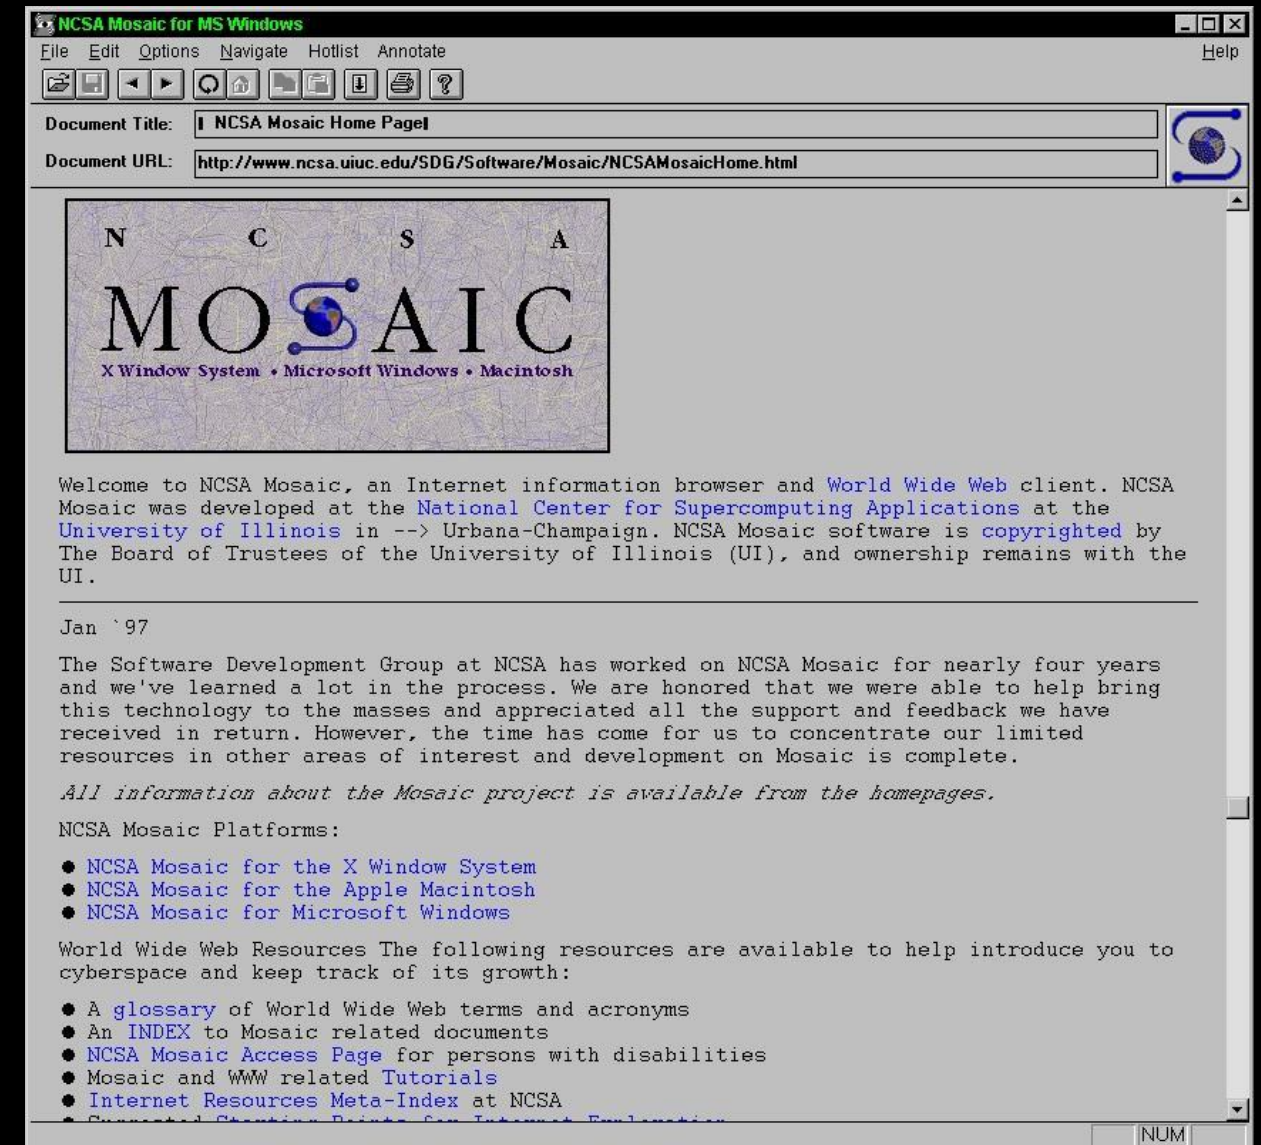 NCSA Mosaic for MS Windows
File Edit Options Navigate Hotlist Annotate Help
Document Title: NCSA Mosaic Home Page
Document URL: http://www.ncsa.uiuc.edu/SDG/Software/Mosaic/NCSAMosaicHome.html
N C S A
MOSAIC
X Window System • Microsoft Windows • Macintosh
Welcome to NCSA Mosaic, an Internet information browser and World Wide Web client. NCSA
Mosaic was developed at the National Center for Supercomputing Applications at the
University of Illinois in --> Urbana-Champaign. NCSA Mosaic software is copyrighted by
The Board of Trustees of the University of Illinois (UI), and ownership remains with the
UI.
Jan `97
The Software Development Group at NCSA has worked on NCSA Mosaic for nearly four years
and we've learned a lot in the process. We are honored that we were able to help bring
this technology to the masses and appreciated all the support and feedback we have
received in return. However, the time has come for us to concentrate our limited
resources in other areas of interest and development on Mosaic is complete.
All information about the Mosaic project is available from the homepages.
NCSA Mosaic Platforms:
● NCSA Mosaic for the X Window System
● NCSA Mosaic for the Apple Macintosh
● NCSA Mosaic for Microsoft Windows
World Wide Web Resources The following resources are available to help introduce you to
cyberspace and keep track of its growth:
● A glossary of World Wide Web terms and acronyms
● An INDEX to Mosaic related documents
● NCSA Mosaic Access Page for persons with disabilities
● Mosaic and WWW related Tutorials
● Internet Resources Meta-Index at NCSA
NUM